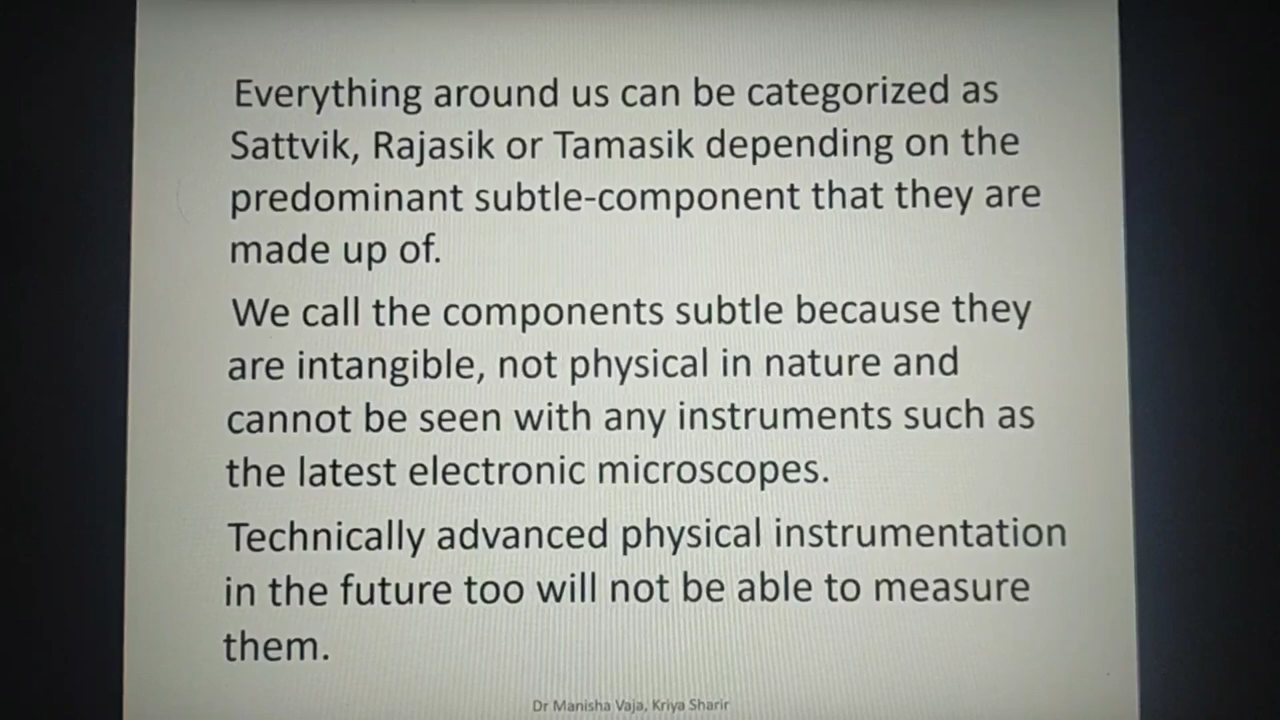 Everything around us can be categorized as
Sattvik, Rajasik or Tamasik depending on the
predominant subtle-component that they are
made up of.
We call the components subtle because they
are intangible, not physical in nature and
cannot be seen with any instruments such as
the latest electronic microscopes.
Technically advanced physical instrumentation
in the future too will not be able to measure
them.
Dr Manisha Vaja, Kriya Sharir